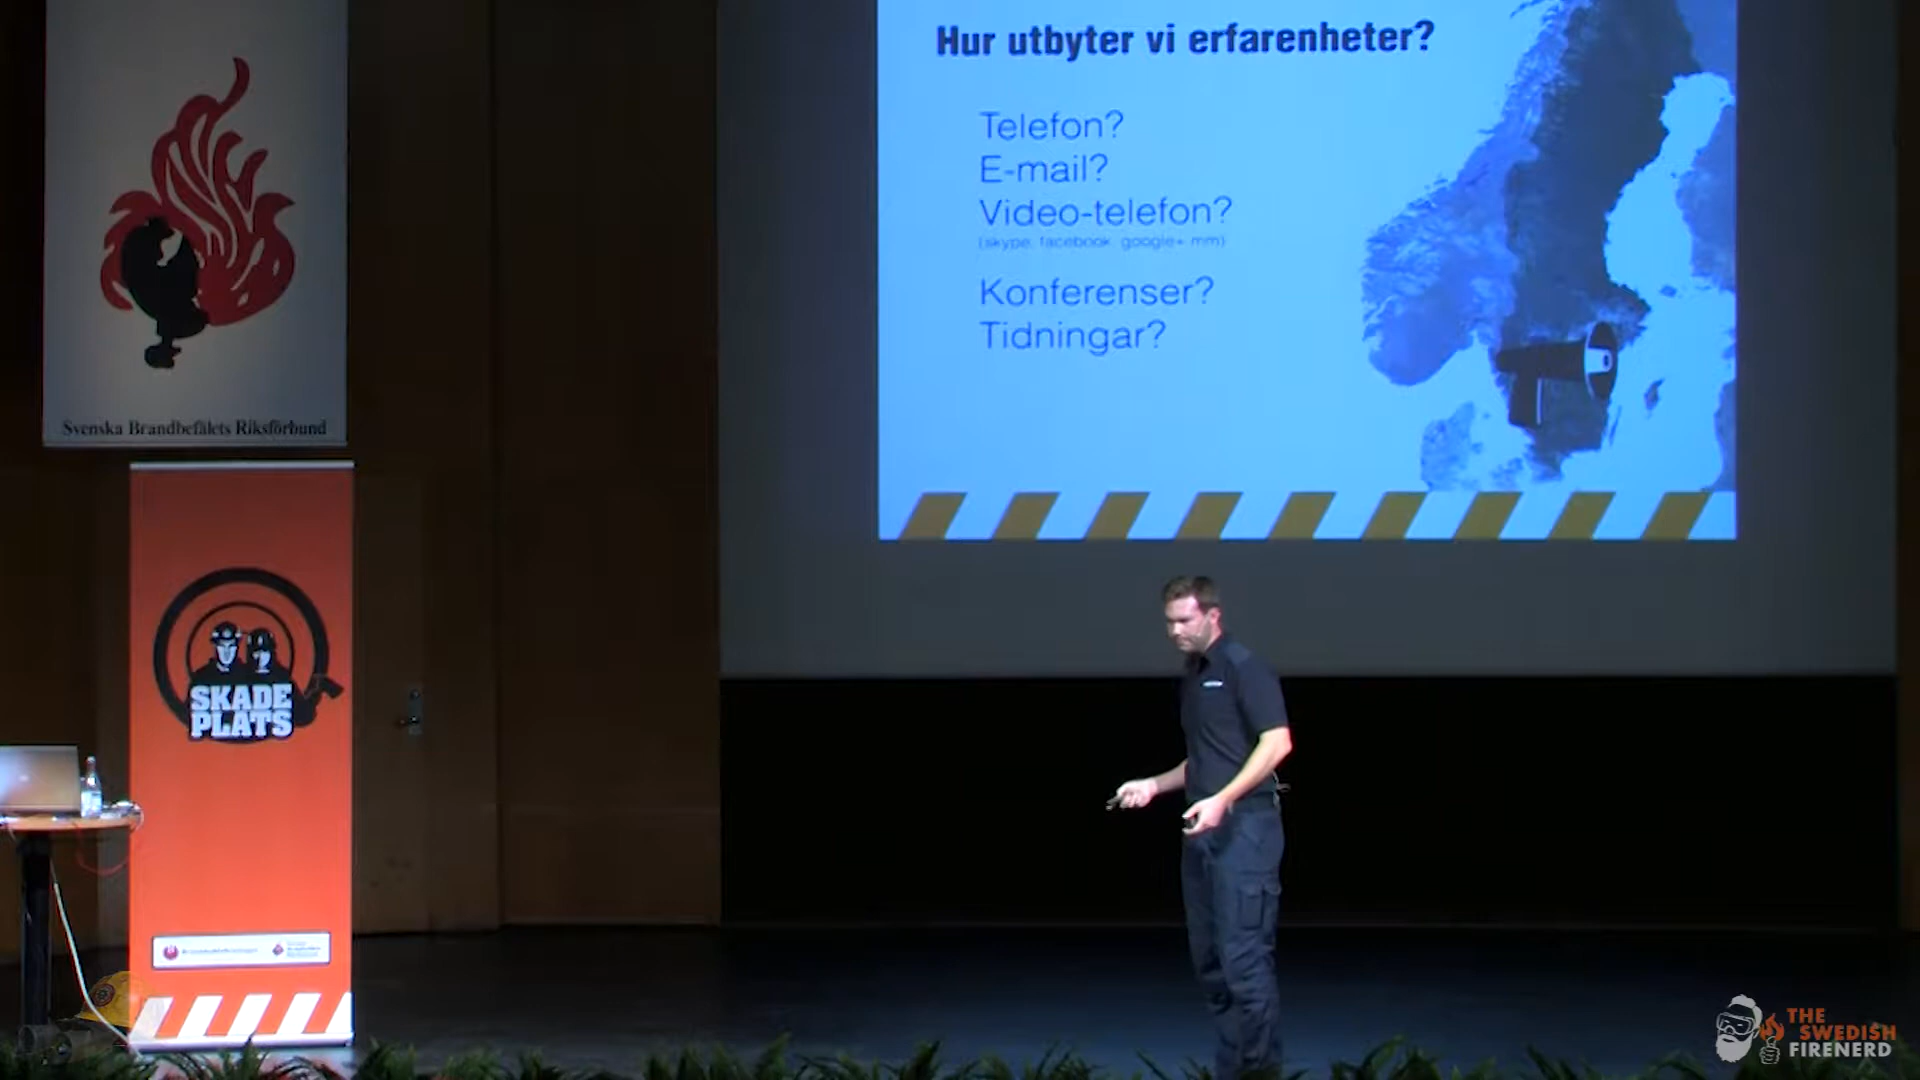 Hur utbyter vi erfarenheter?
Telefon?
E-mail?
Video-telefon?
(skype, facebook, google+ mm)
Konferenser?
Tidningar?
Svenska Brandbefälets Riksförbund
SKADE
PLATS
THE
SWEDISH
FIRENERD